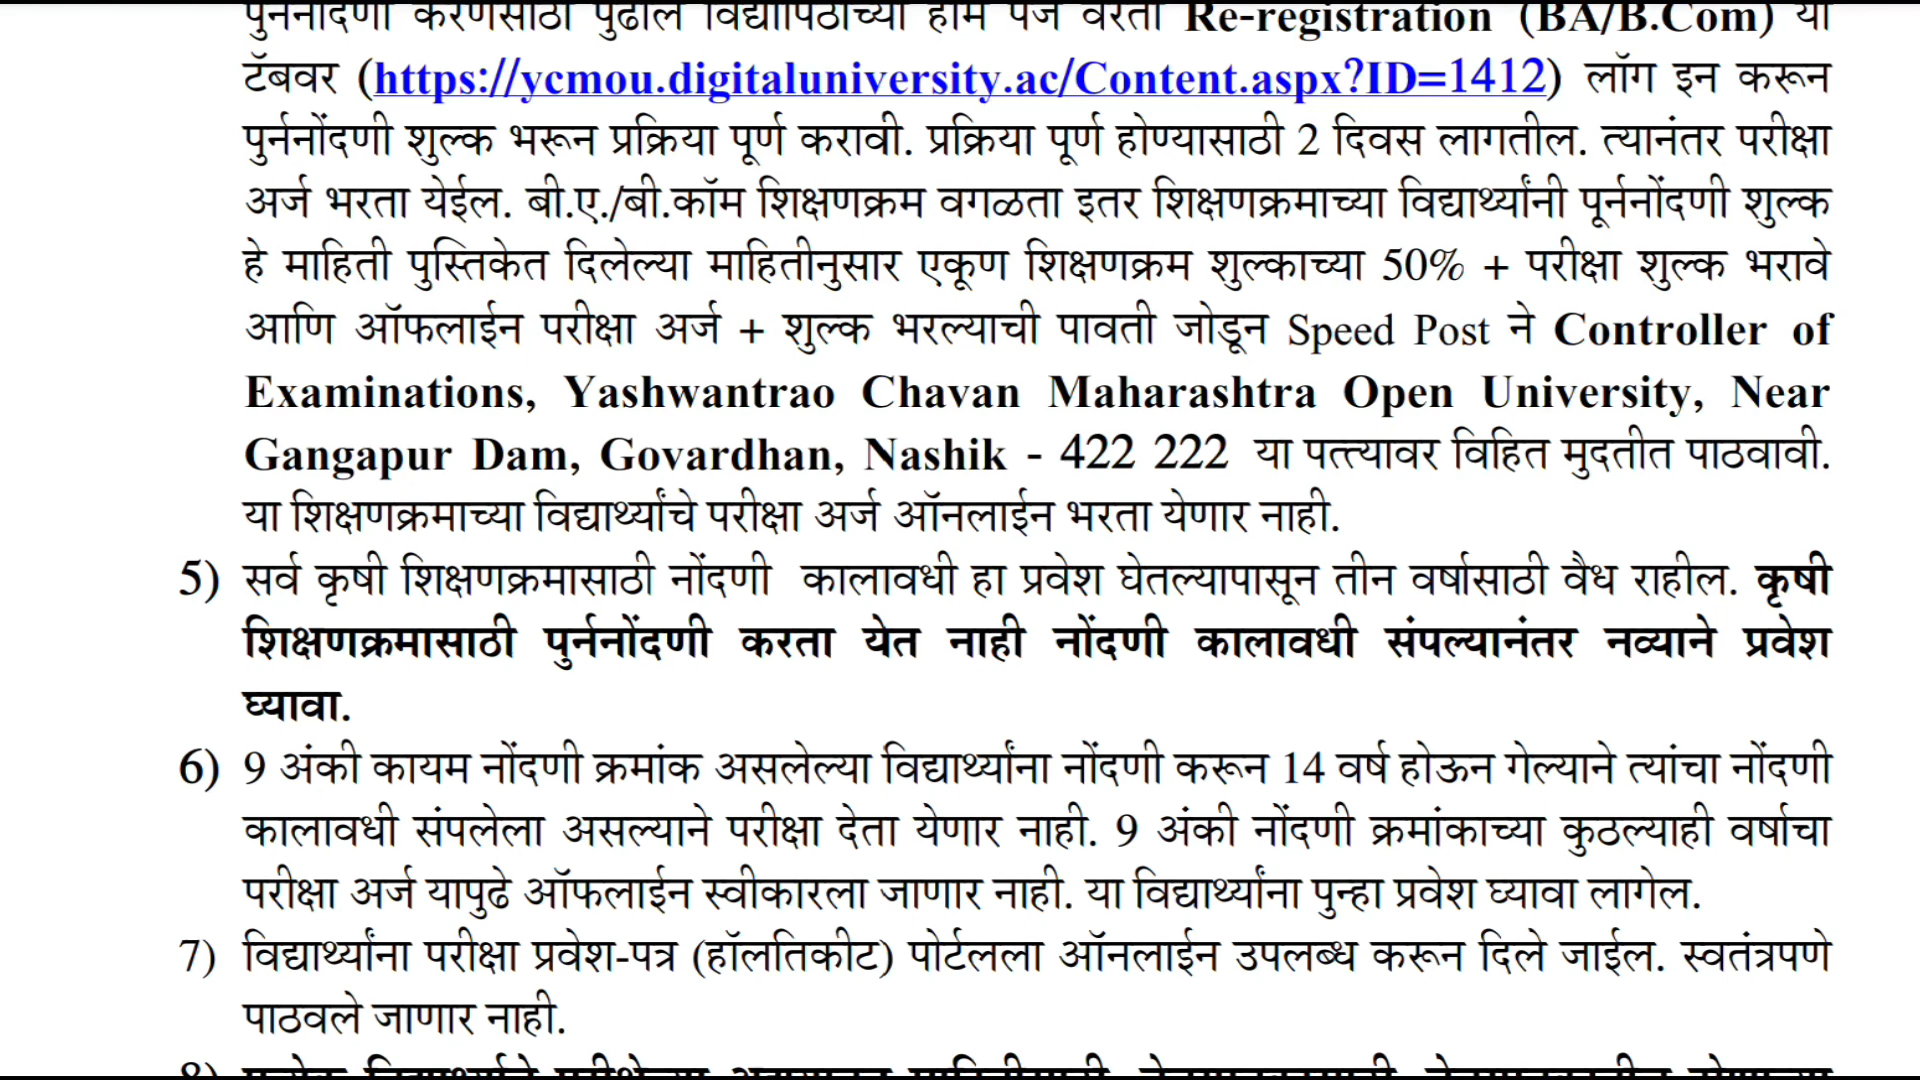 पुर्ननोंदणी करणेसाठी पुढील विद्यापिठाच्या होम पेज वरती Re-registration (BA/B.Com) या
टॅबवर (https://ycmou.digitaluniversity.ac/Content.aspx?ID=1412) लॉग इन करून
पुर्ननोंदणी शुल्क भरून प्रक्रिया पूर्ण करावी. प्रक्रिया पूर्ण होण्यासाठी 2 दिवस लागतील. त्यानंतर परीक्षा
अर्ज भरता येईल. बी.ए./बी.कॉम शिक्षणक्रम वगळता इतर शिक्षणक्रमाच्या विद्यार्थ्यांनी पूर्ननोंदणी शुल्क
हे माहिती पुस्तिकेत दिलेल्या माहितीनुसार एकूण शिक्षणक्रम शुल्काच्या 50% + परीक्षा शुल्क भरावे
आणि ऑफलाईन परीक्षा अर्ज + शुल्क भरल्याची पावती जोडून Speed Post ने Controller of
Examinations, Yashwantrao Chavan Maharashtra Open University, Near
Gangapur Dam, Govardhan, Nashik - 422 222 या पत्त्यावर विहित मुदतीत पाठवावी.
या शिक्षणक्रमाच्या विद्यार्थ्यांचे परीक्षा अर्ज ऑनलाईन भरता येणार नाही.
5) सर्व कृषी शिक्षणक्रमासाठी नोंदणी कालावधी हा प्रवेश घेतल्यापासून तीन वर्षासाठी वैध राहील. कृषी
शिक्षणक्रमासाठी पुर्ननोंदणी करता येत नाही नोंदणी कालावधी संपल्यानंतर नव्याने प्रवेश
घ्यावा.
6) 9 अंकी कायम नोंदणी क्रमांक असलेल्या विद्यार्थ्यांना नोंदणी करून 14 वर्ष होऊन गेल्याने त्यांचा नोंदणी
कालावधी संपलेला असल्याने परीक्षा देता येणार नाही. 9 अंकी नोंदणी क्रमांकाच्या कुठल्याही वर्षाचा
परीक्षा अर्ज यापुढे ऑफलाईन स्वीकारला जाणार नाही. या विद्यार्थ्यांना पुन्हा प्रवेश घ्यावा लागेल.
7) विद्यार्थ्यांना परीक्षा प्रवेश-पत्र (हॉलतिकीट) पोर्टलला ऑनलाईन उपलब्ध करून दिले जाईल. स्वतंत्रपणे
पाठवले जाणार नाही.